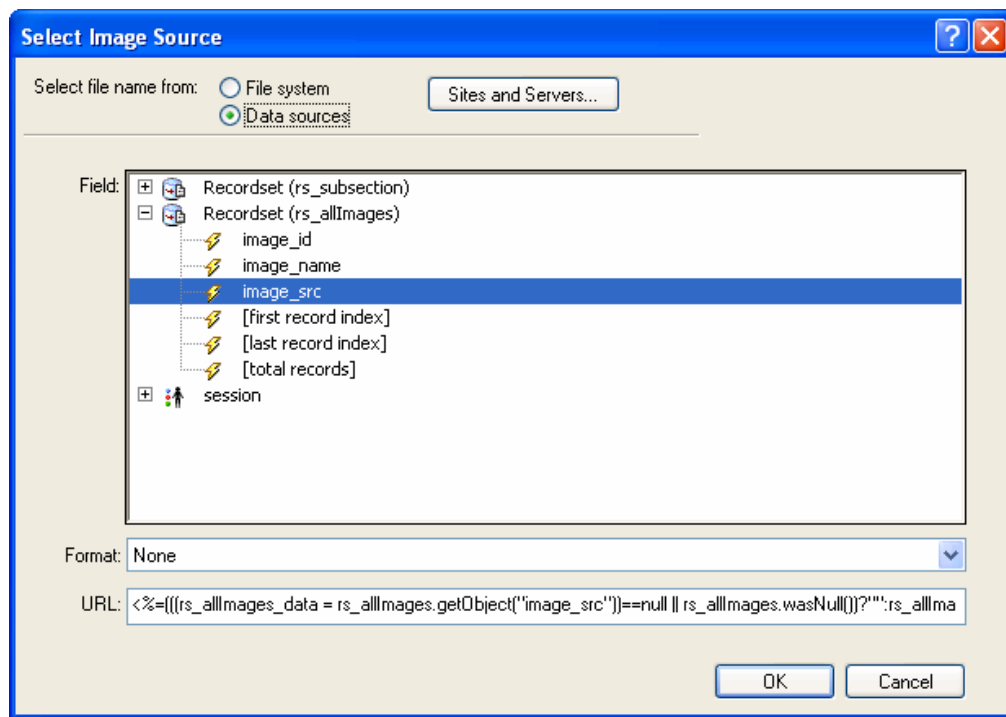 Select Image Source
Select file name from:
File system
Data sources
Sites and Servers...
Field:
Recordset (rs_subsection)
Recordset (rs_allImages)
image_id
image_name
image_src
[first record index]
[last record index]
[total records]
session
Format: None
URL: <%=(((rs_allImages_data = rs_allImages.getObject("image_src"))==null || rs_allImages.wasNull())?"":rs_allIma
OK
Cancel